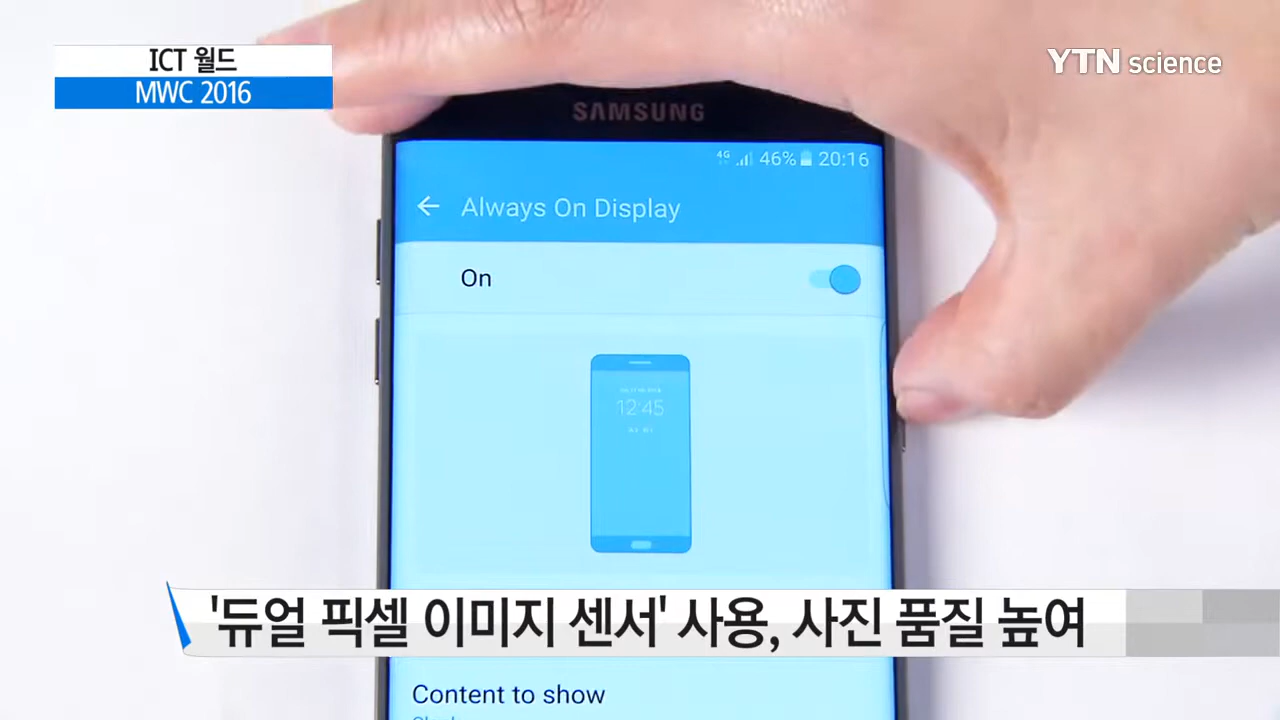 ICT 월드
MWC 2016
YTN science
SAMSUNG
4G 46% 20:16
Always On Display
On
12:45
'듀얼 픽셀 이미지 센서' 사용, 사진 품질 높여
Content to show